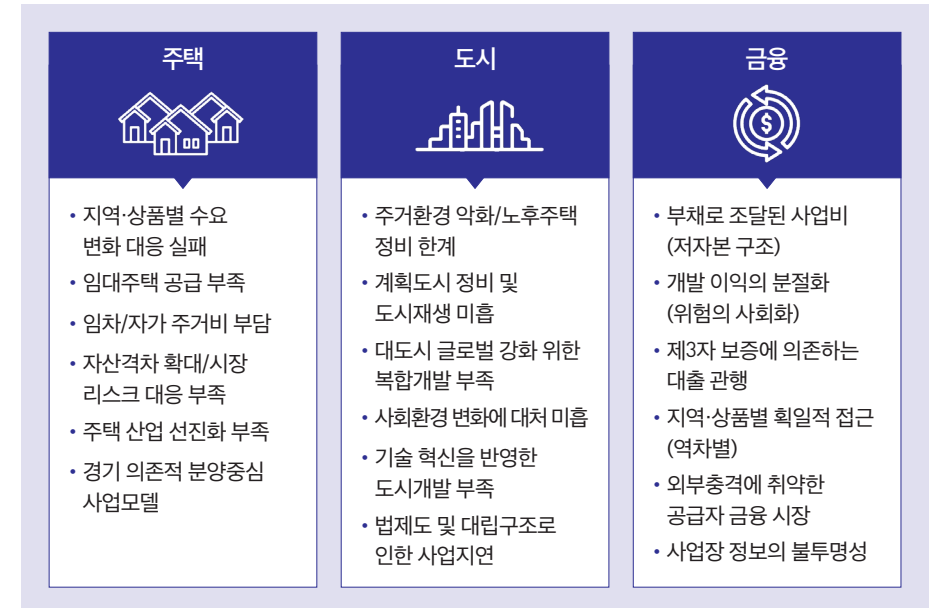 주택
• 지역·상품별 수요
변화 대응 실패
• 임대주택 공급 부족
• 임차/자가 주거비 부담
• 자산격차 확대/시장
리스크 대응 부족
• 주택 산업 선진화 부족
• 경기 의존적 분양중심
사업모델
도시
• 주거환경 악화/노후주택
정비 한계
• 계획도시 정비 및
도시재생 미흡
• 대도시 글로벌 강화 위한
복합개발 부족
• 사회환경 변화에 대처 미흡
• 기술 혁신을 반영한
도시개발 부족
• 법제도 및 대립구조로
인한 사업지연
금융
$
• 부채로 조달된 사업비
(저자본 구조)
• 개발 이익의 분절화
(위험의 사회화)
• 제3자 보증에 의존하는
대출 관행
• 지역·상품별 획일적 접근
(역차별)
• 외부충격에 취약한
공급자 금융 시장
• 사업장 정보의 불투명성